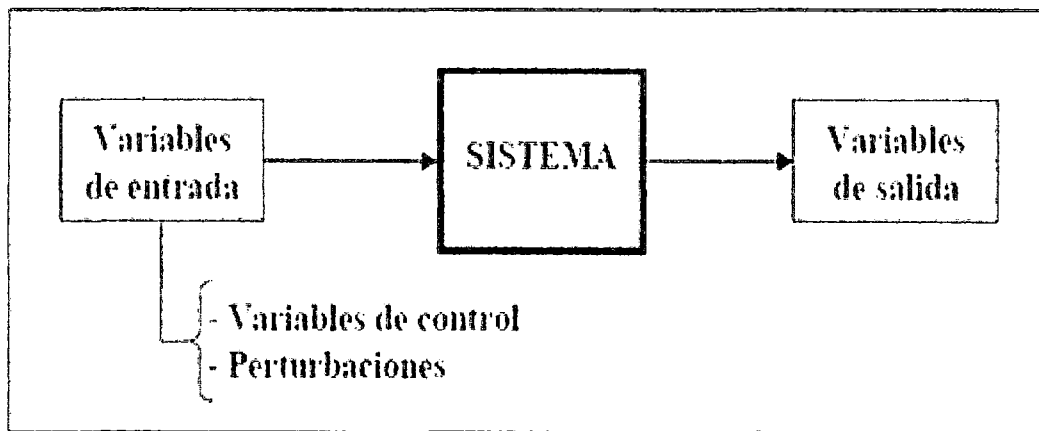 Variables
de entrada
SISTEMA
Variables
de salida
- Variables de control
- Perturbaciones